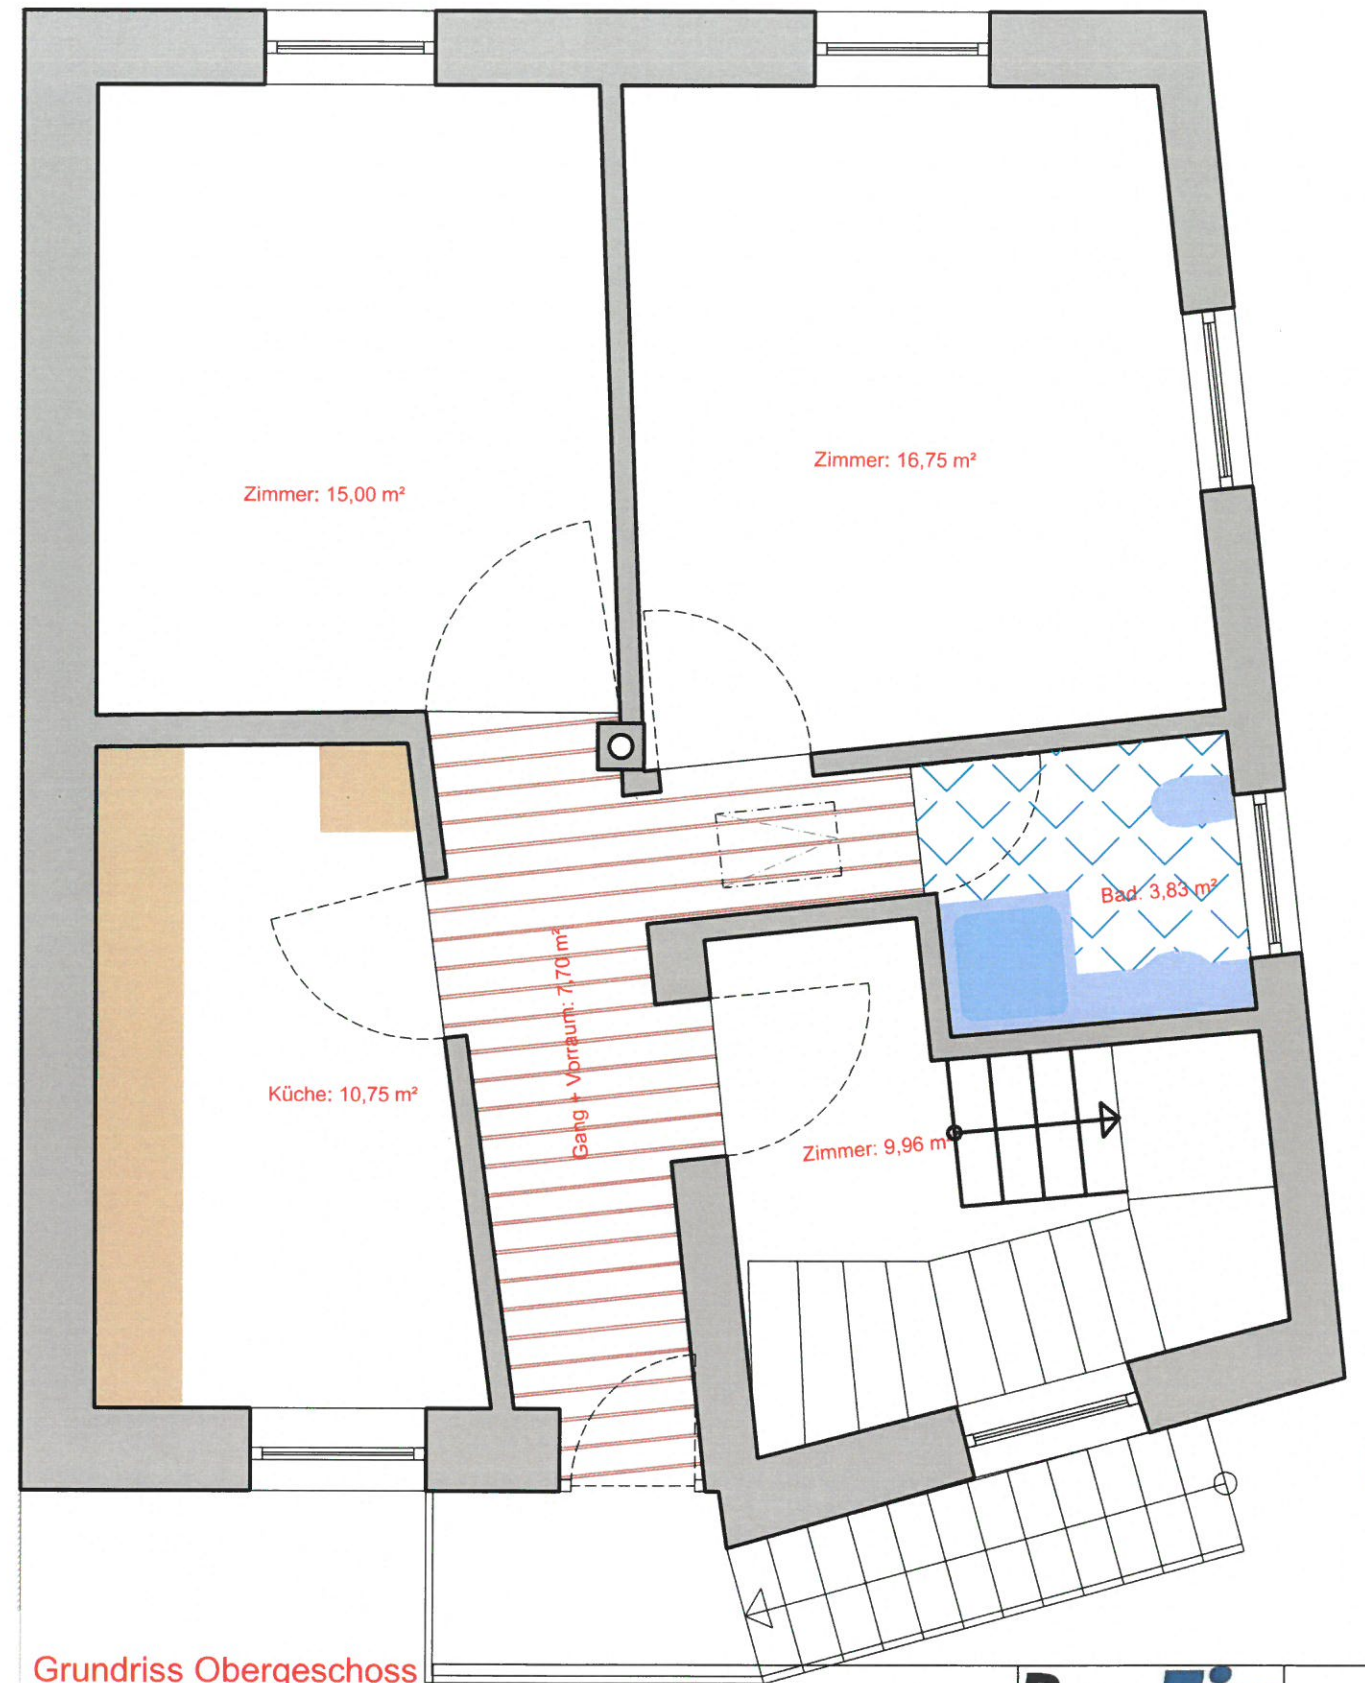 Zimmer: 15,00 m²
Zimmer: 16,75 m²
Bad: 3,83 m²
Gang + Vorraum: 7,70 m²
Küche: 10,75 m²
Zimmer: 9,96 m²
Grundriss Obergeschoss